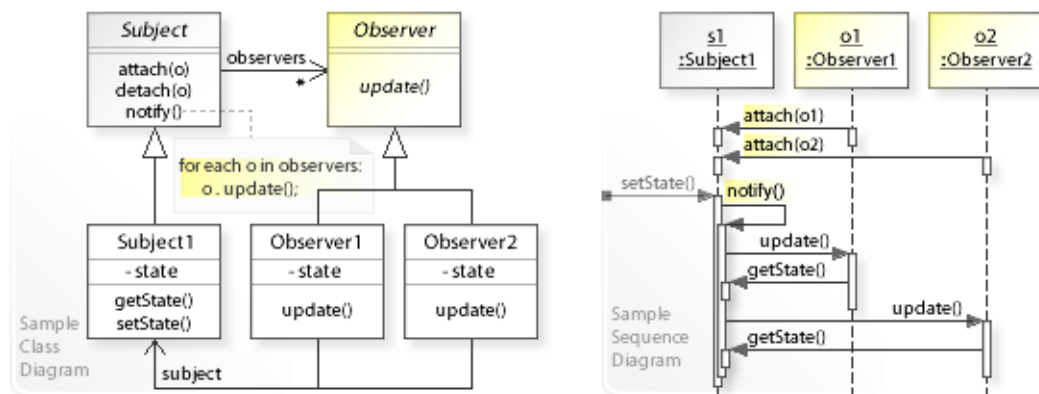 Subject
attach(o)
detach(o)
notify()
observers
*
Observer
update()
for each o in observers:
o . update();
Subject1
- state
getState()
setState()
Observer1
- state
update()
Observer2
- state
update()
subject
Sample
Class
Diagram
s1
:Subject1
o1
:Observer1
o2
:Observer2
attach(o1)
attach(o2)
setState()
notify()
update()
getState()
update()
getState()
Sample
Sequence
Diagram